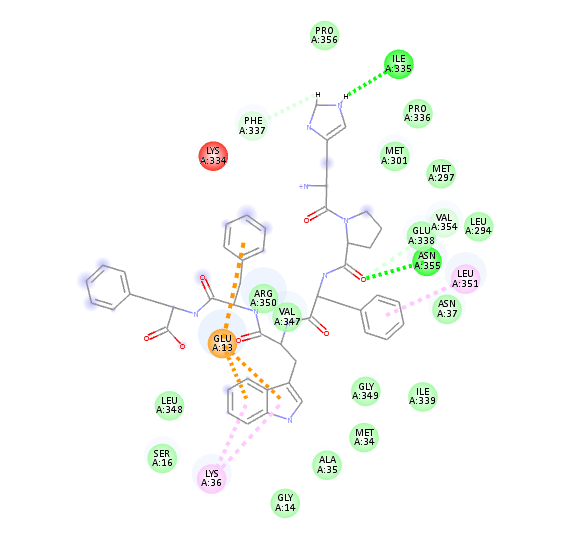 PRO
A:356
ILE
A:335
H
H
N
N
PHE
A:337
PRO
A:336
LYS
A:334
MET
A:301
MET
A:297
+N
O
N
GLU
A:338
VAL
A:354
LEU
A:294
ASN
A:355
O
N
O
LEU
A:351
ARG
A:350
VAL
A:347
ASN
A:37
N
N
N
O
O
O
O
GLU
A:13
LEU
A:348
GLY
A:349
ILE
A:339
N
MET
A:34
SER
A:16
ALA
A:35
LYS
A:36
GLY
A:14